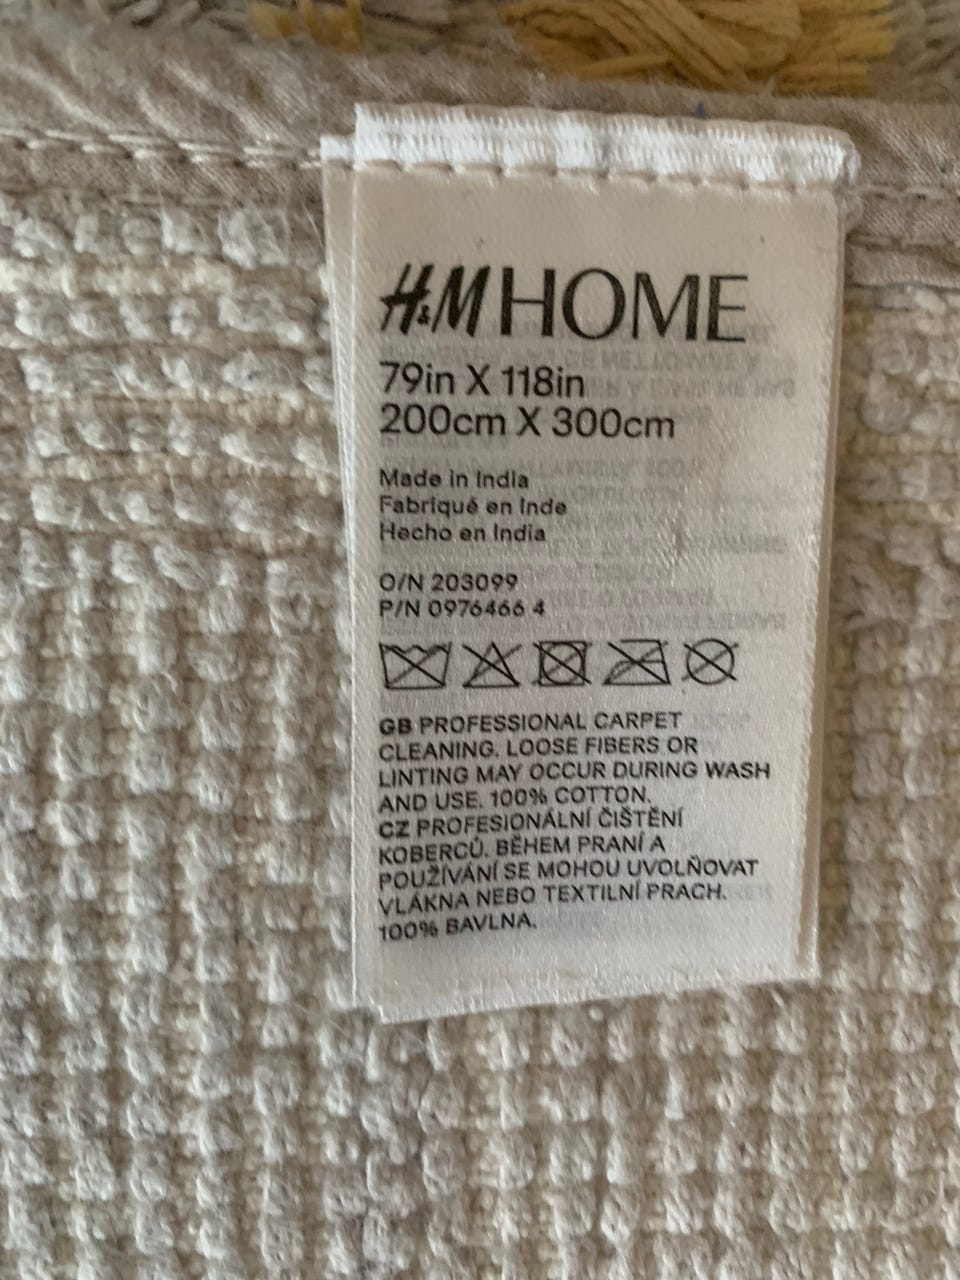 H&M HOME
79in X 118in
200cm X 300cm
Made in India
Fabriqué en Inde
Hecho en India
O/N 203099
P/N 0976466 4
GB PROFESSIONAL CARPET
CLEANING. LOOSE FIBERS OR
LINTING MAY OCCUR DURING WASH
AND USE. 100% COTTON.
CZ PROFESIONÁLNÍ ČIŠTĚNÍ
KOBERCŮ. BĚHEM PRANÍ A
POUŽÍVÁNÍ SE MOHOU UVOLŇOVAT
VLÁKNA NEBO TEXTILNÍ PRACH.
100% BAVLNA.